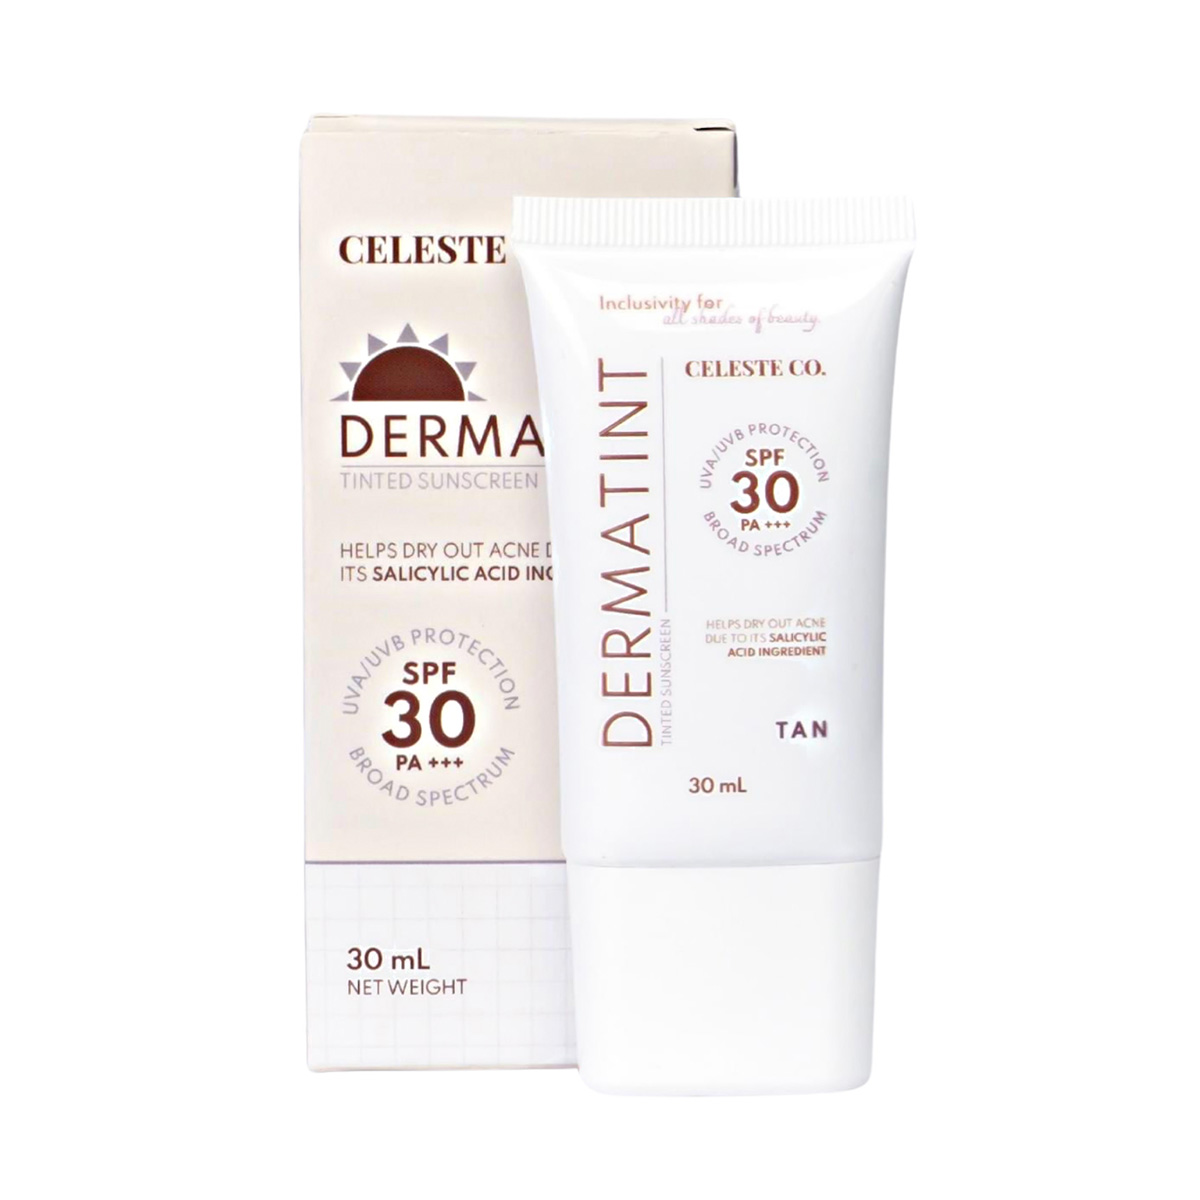 CELESTE
DERMA
TINTED SUNSCREEN
HELPS DRY OUT ACNE
ITS SALICYLIC ACID
UVA/UVB PROTECTION
SPF
30
PA +++
BROAD SPECTRUM
30 mL
NET WEIGHT
Inclusivity for
all shades of beauty.
DERMATINT
TINTED SUNSCREEN
CELESTE CO.
UVA/UVB PROTECTION
SPF
30
PA +++
BROAD SPECTRUM
HELPS DRY OUT ACNE
DUE TO ITS SALICYLIC
ACID INGREDIENT
TAN
30 mL